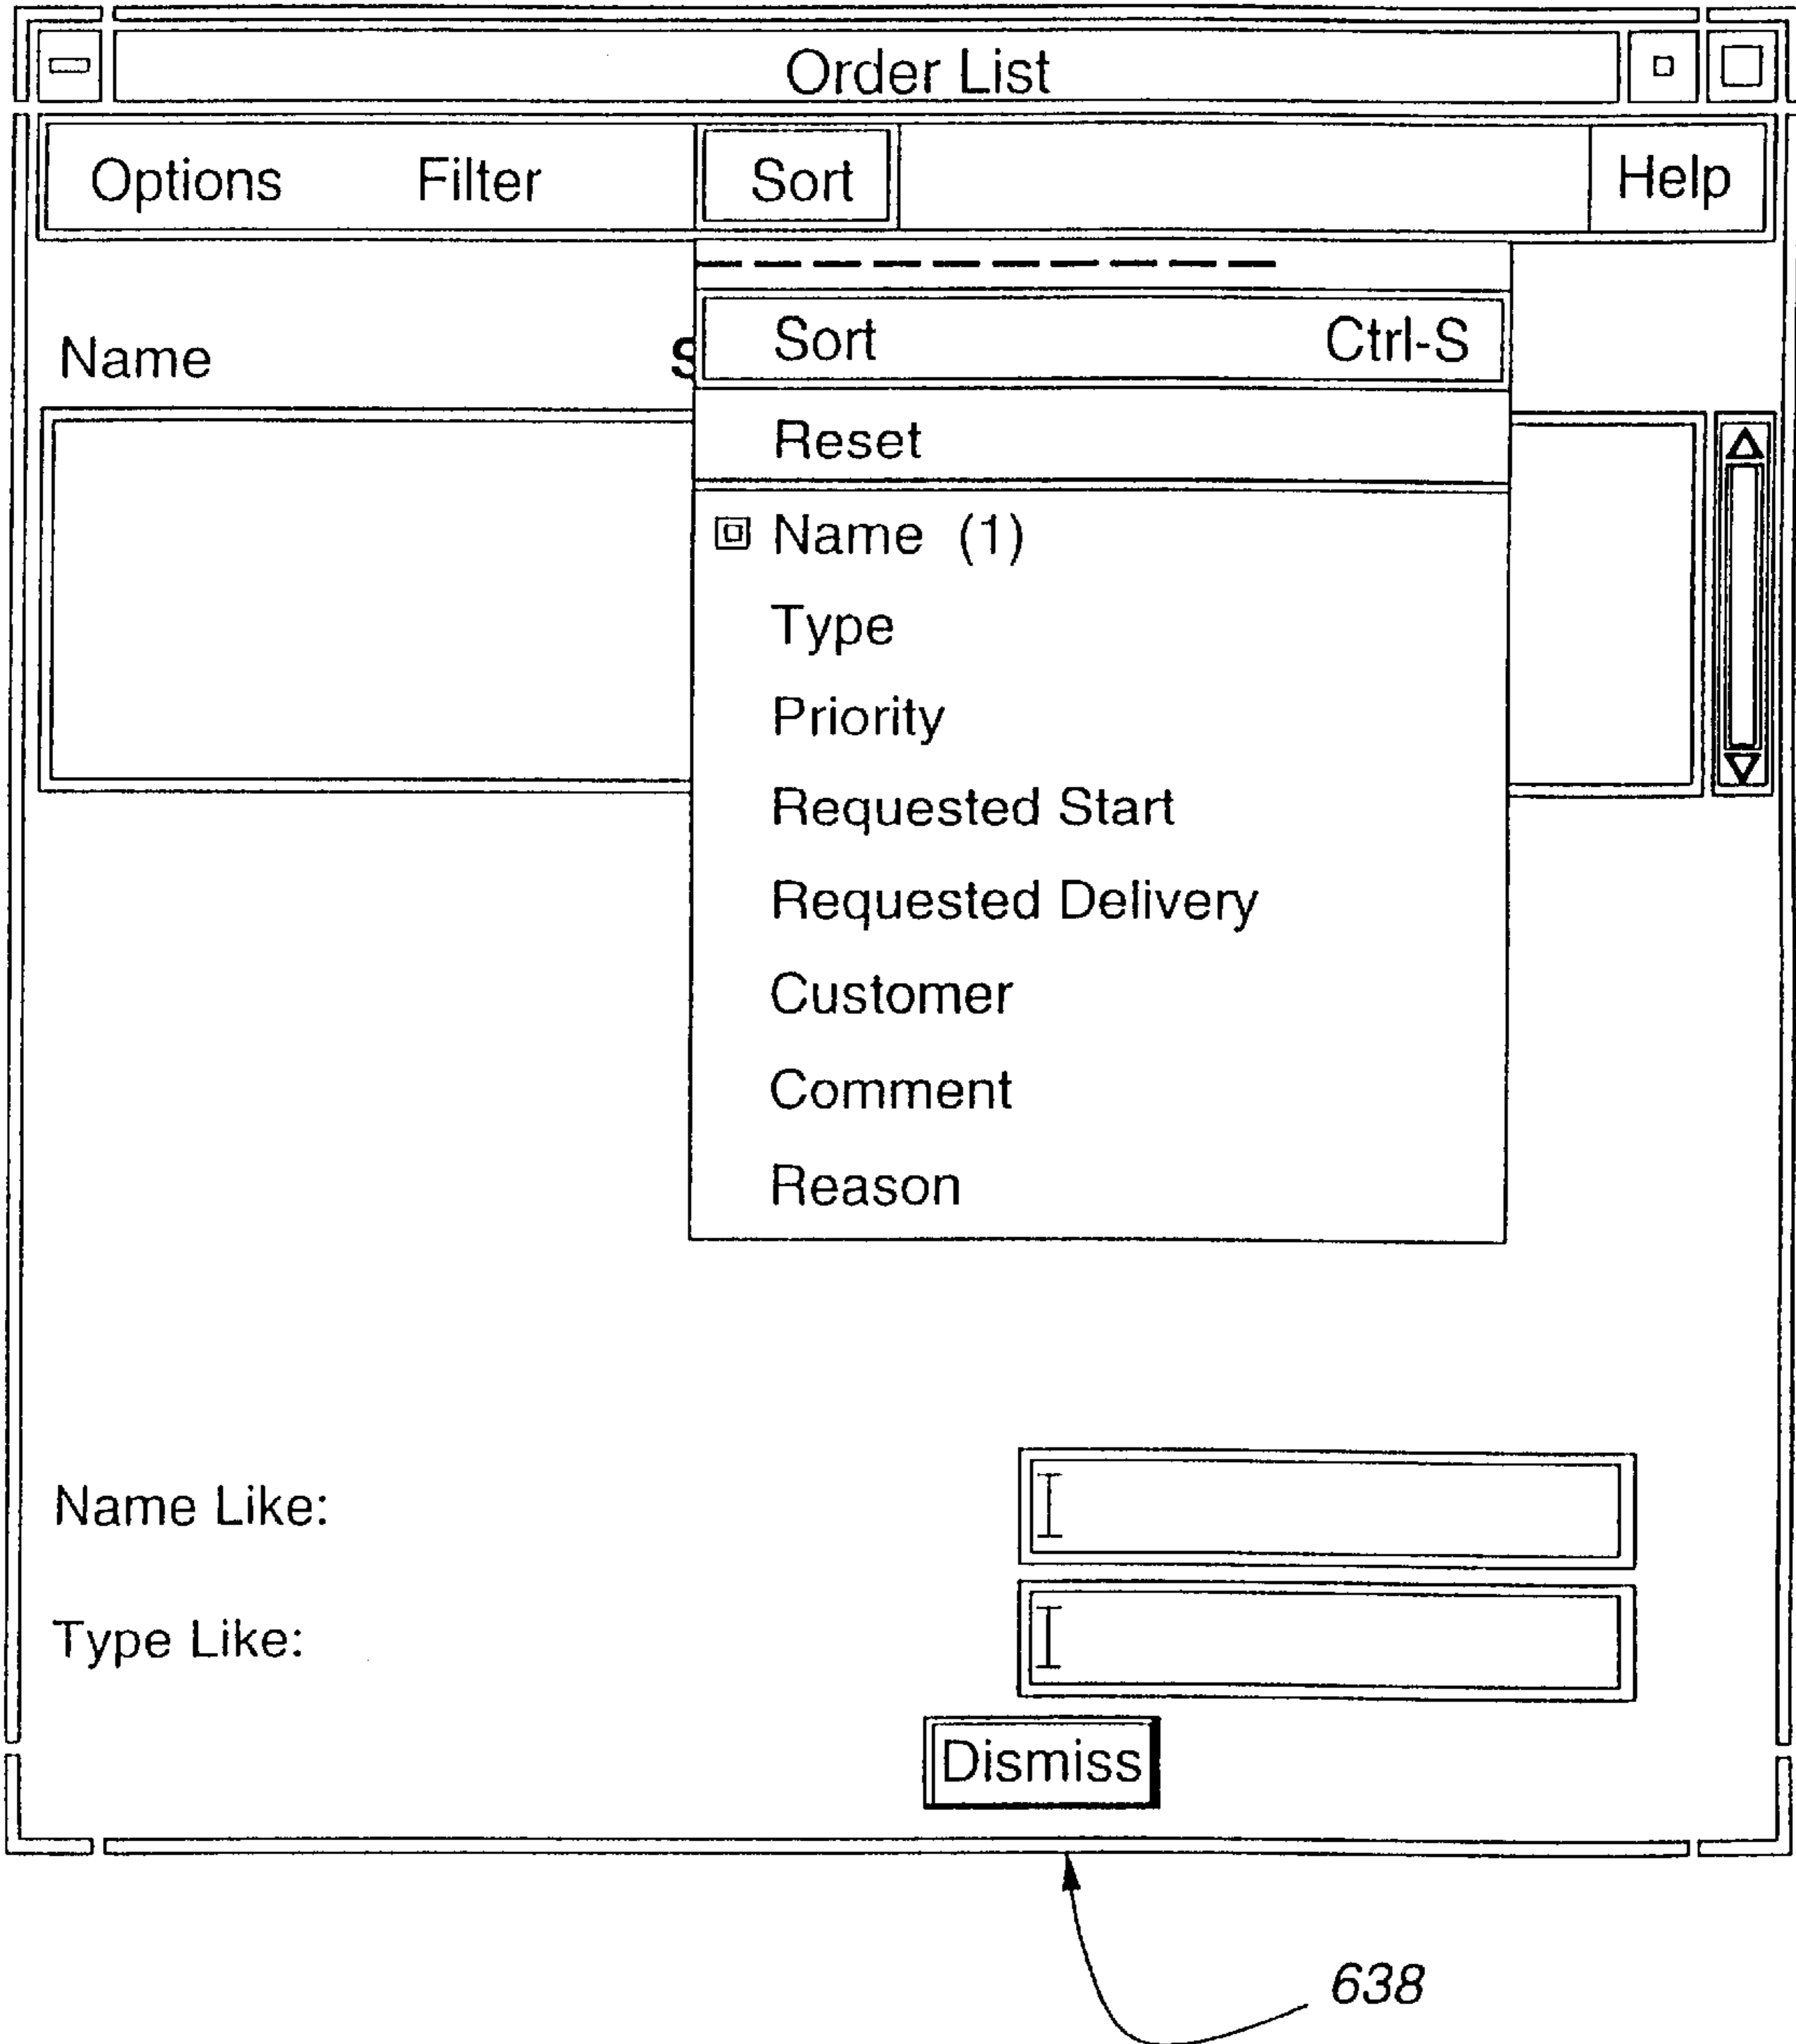 Order List
Options Filter Sort Help
Sort Ctrl-S
Name S
Reset
Name (1)
Type
Priority
Requested Start
Requested Delivery
Customer
Comment
Reason
Name Like:
Type Like:
Dismiss
638